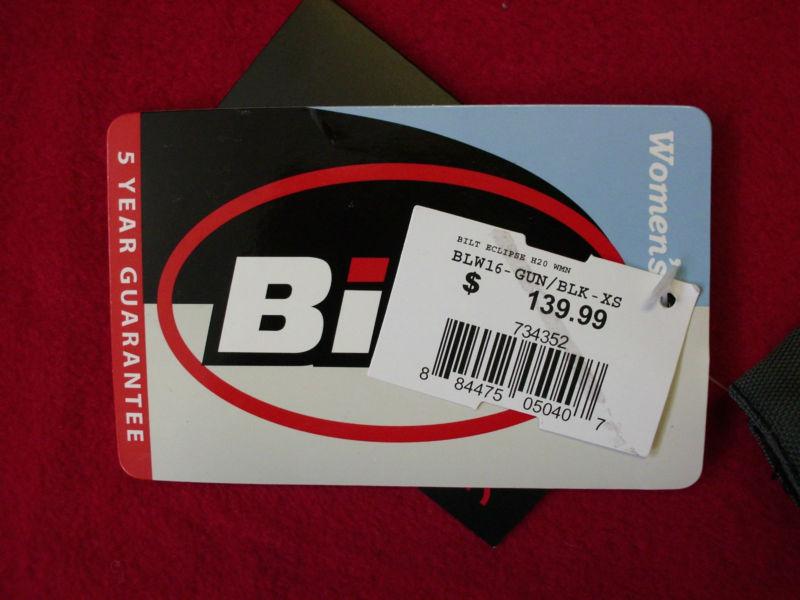 5 YEAR GUARANTEE
Women's
Bi
BILT ECLIPSE H20 WMN
BLW16-GUN/BLK-XS
$ 139.99
734352
8 84475 05040 7